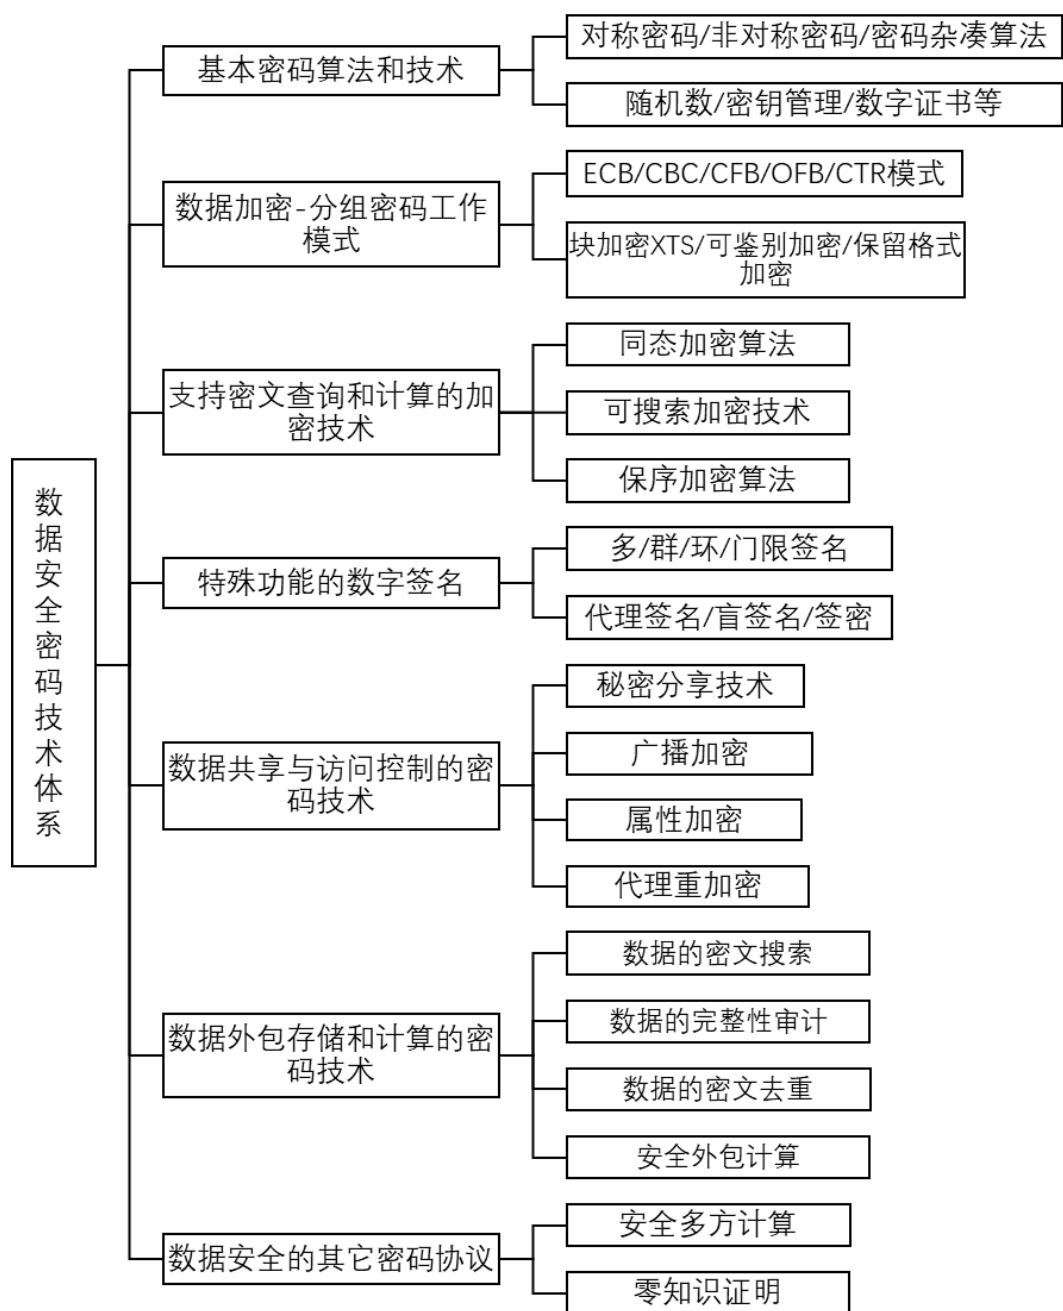 数据安全密码技术体系
基本密码算法和技术
对称密码/非对称密码/密码杂凑算法
随机数/密钥管理/数字证书等
数据加密-分组密码工作
模式
ECB/CBC/CFB/OFB/CTR模式
块加密XTS/可鉴别加密/保留格式
加密
支持密文查询和计算的加
密技术
同态加密算法
可搜索加密技术
保序加密算法
特殊功能的数字签名
多/群/环/门限签名
代理签名/盲签名/签密
数据共享与访问控制的密
码技术
秘密分享技术
广播加密
属性加密
代理重加密
数据外包存储和计算的密
码技术
数据的密文搜索
数据的完整性审计
数据的密文去重
安全外包计算
数据安全的其它密码协议
安全多方计算
零知识证明